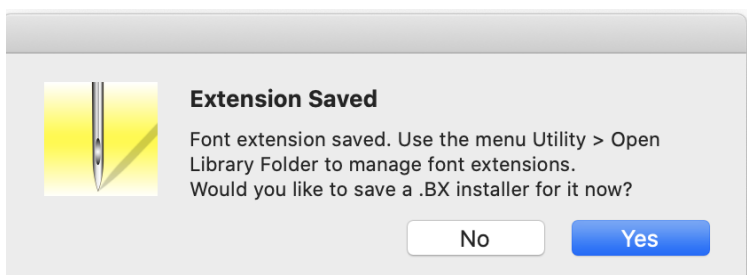 Extension Saved
Font extension saved. Use the menu Utility > Open
Library Folder to manage font extensions.
Would you like to save a .BX installer for it now?
No
Yes